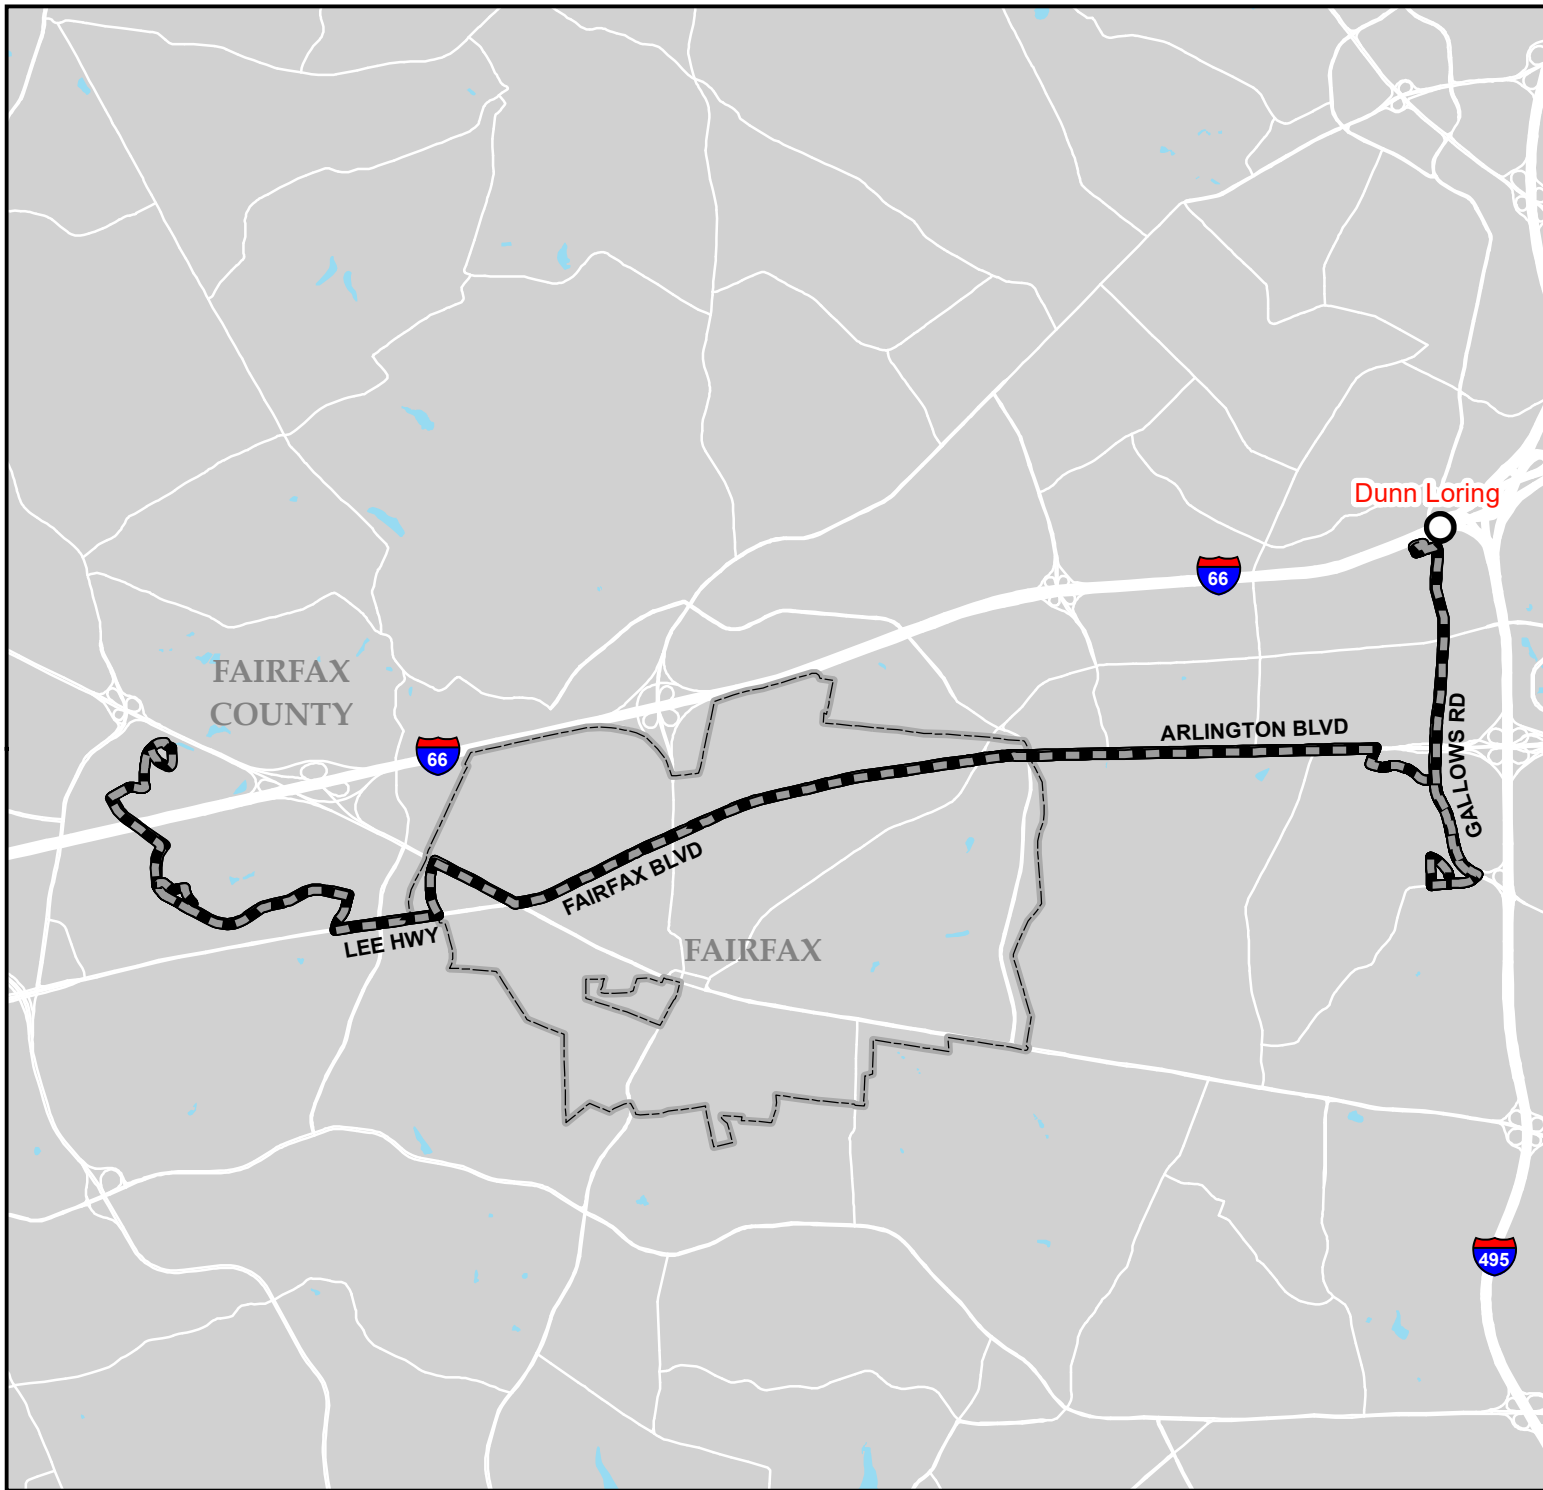 Dunn Loring
66
FAIRFAX
COUNTY
66
ARLINGTON BLVD
GALLOWS RD
FAIRFAX BLVD
LEE HWY
FAIRFAX
495